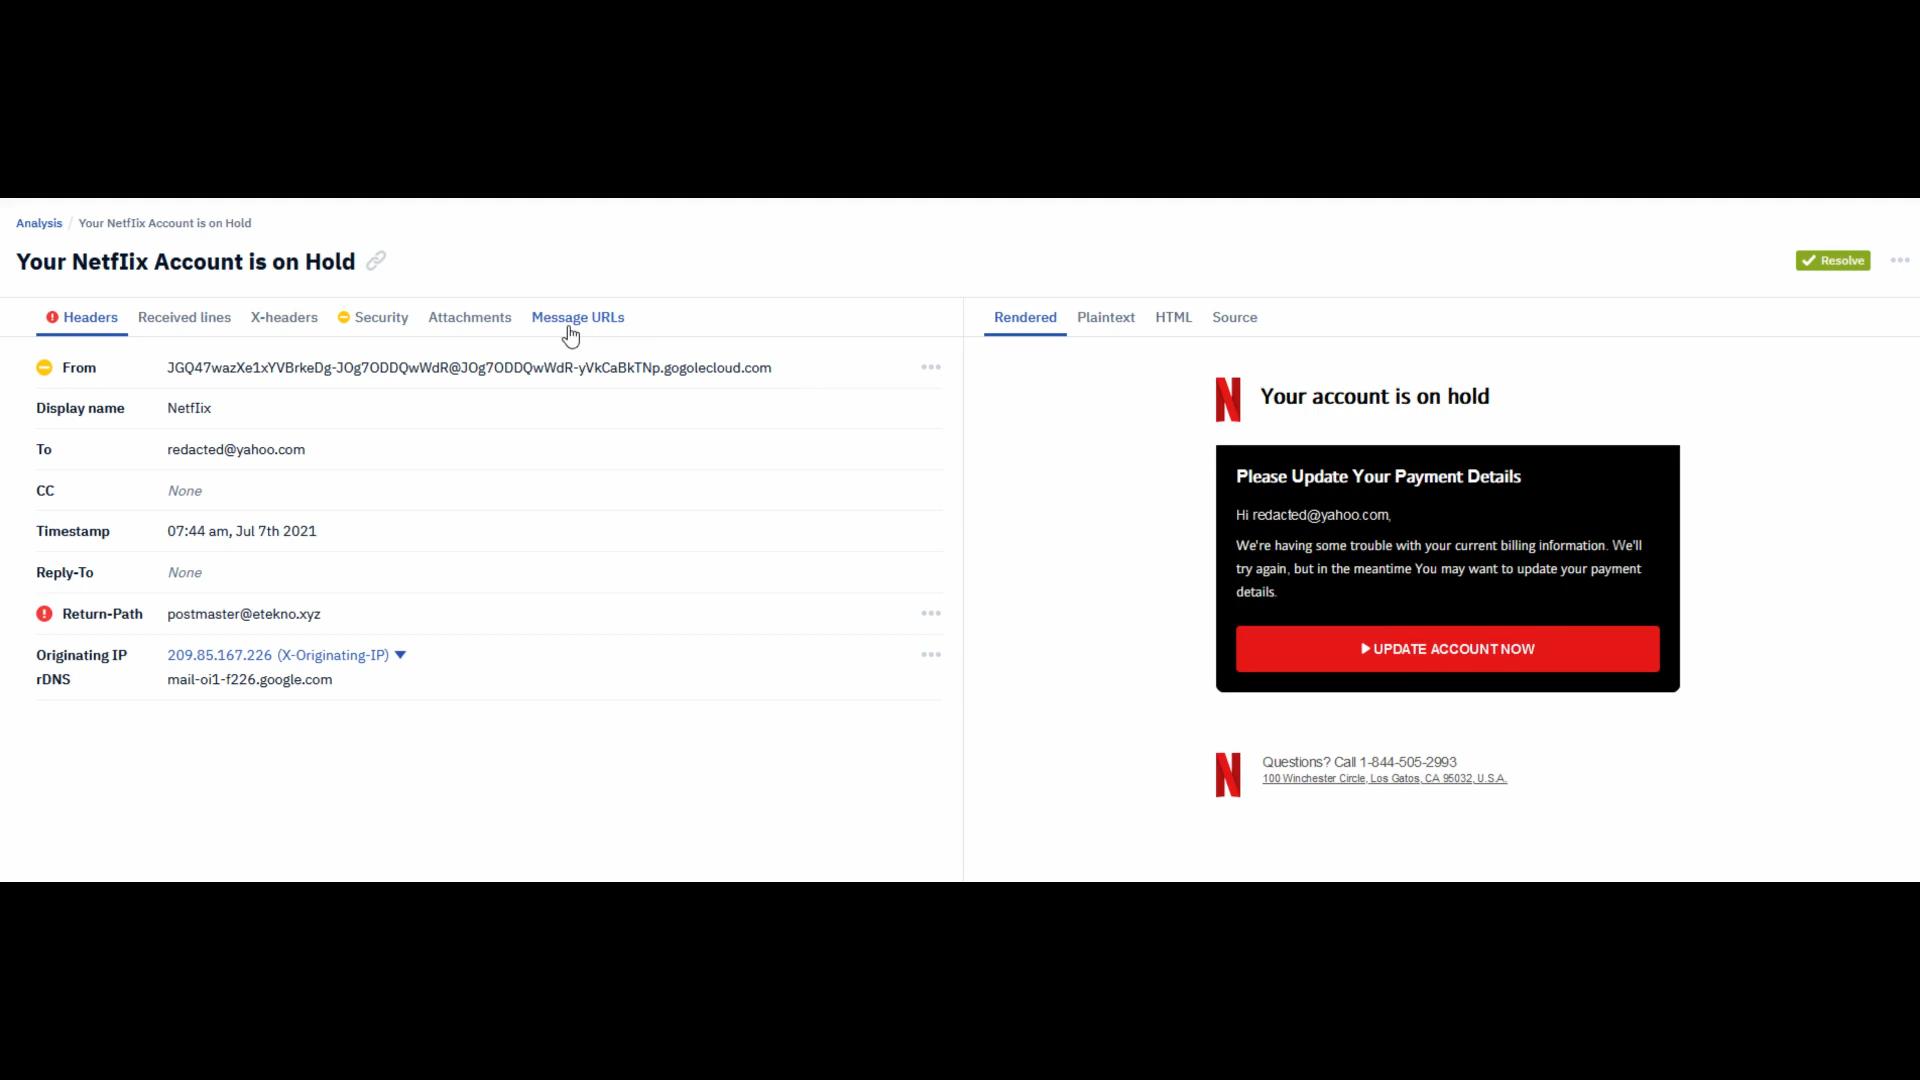 Analysis / Your NetfIix Account is on Hold
Your NetfIix Account is on Hold
Resolve
Headers Received lines X-headers Security Attachments Message URLs
From JGQ47wazXe1xYVBrkeDg-JOg7ODDQwWdR@JOg7ODDQwWdR-yVkCaBkTNp.gogolecloud.com
Display name NetfIix
To redacted@yahoo.com
CC None
Timestamp 07:44 am, Jul 7th 2021
Reply-To None
Return-Path postmaster@etekno.xyz
Originating IP 209.85.167.226 (X-Originating-IP)
rDNS mail-oi1-f226.google.com
Rendered Plaintext HTML Source
N Your account is on hold
Please Update Your Payment Details
Hi redacted@yahoo.com,
We're having some trouble with your current billing information. We'll
try again, but in the meantime You may want to update your payment
details.
UPDATE ACCOUNT NOW
N Questions? Call 1-844-505-2993
100 Winchester Circle, Los Gatos, CA 95032, U.S.A.